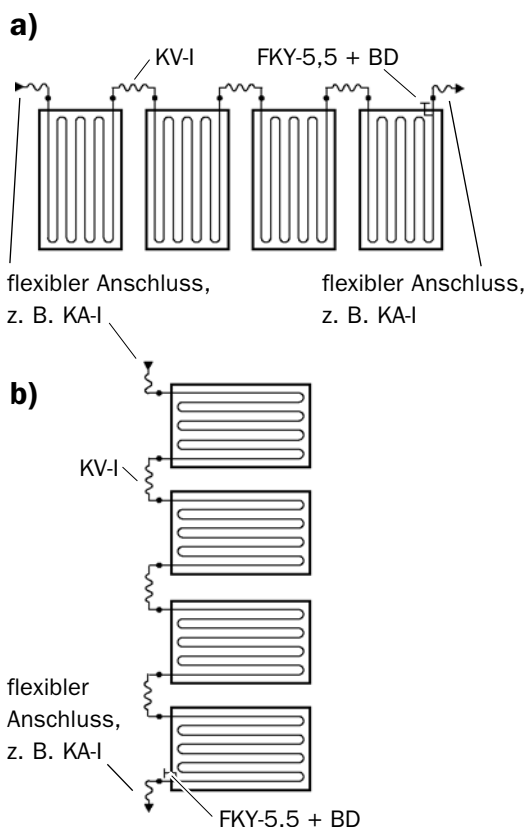 a)
KV-I
FKY-5,5 + BD
flexibler Anschluss,
z. B. KA-I
flexibler Anschluss,
z. B. KA-I
b)
KV-I
flexibler
Anschluss,
z. B. KA-I
FKY-5,5 + BD